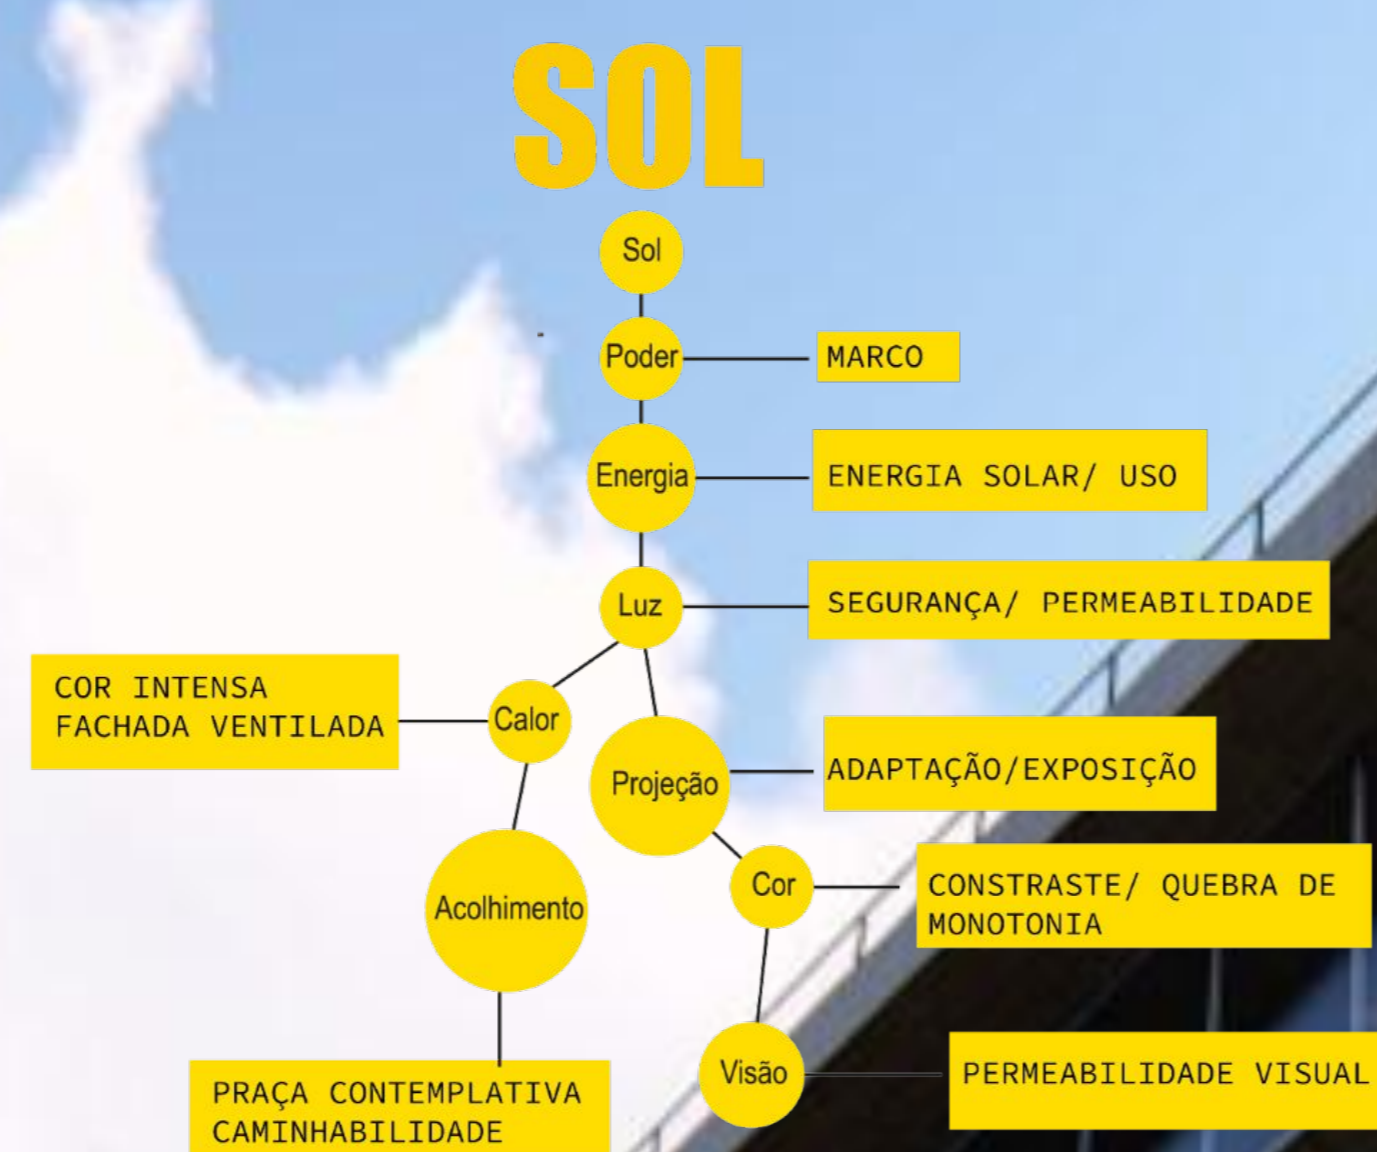 SOL
Sol
Poder
MARCO
Energia
ENERGIA SOLAR/ USO
Luz
SEGURANÇA/ PERMEABILIDADE
COR INTENSA
FACHADA VENTILADA
Calor
Projeção
ADAPTAÇÃO/EXPOSIÇÃO
Cor
CONSTRASTE/ QUEBRA DE
MONOTONIA
Acolhimento
Visão
PERMEABILIDADE VISUAL
PRAÇA CONTEMPLATIVA
CAMINHABILIDADE